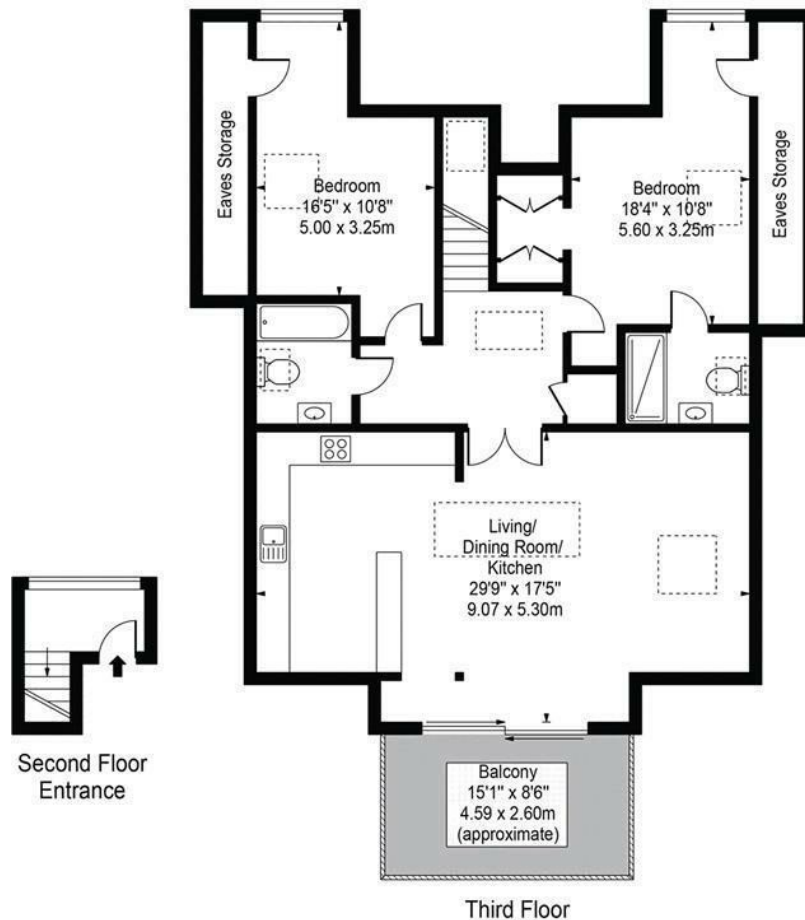 Eaves Storage
Bedroom
16'5" x 10'8"
5.00 x 3.25m
Bedroom
18'4" x 10'8"
5.60 x 3.25m
Eaves Storage
Living/
Dining Room/
Kitchen
29'9" x 17'5"
9.07 x 5.30m
Second Floor
Entrance
Balcony
15'1" x 8'6"
4.59 x 2.60m
(approximate)
Third Floor